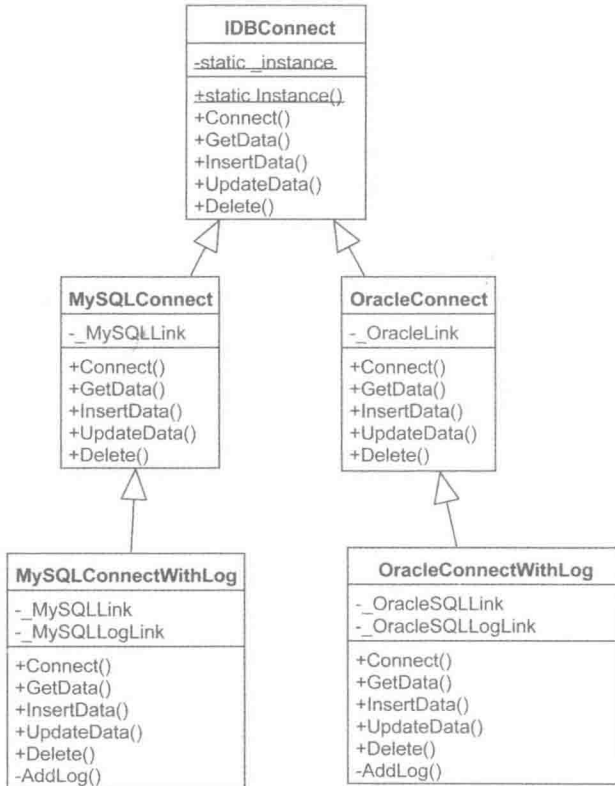 IDBConnect
-static _instance
+static Instance()
+Connect()
+GetData()
+InsertData()
+UpdateData()
+Delete()
MySQLConnect
-_MySQLLink
+Connect()
+GetData()
+InsertData()
+UpdateData()
+Delete()
OracleConnect
-_OracleLink
+Connect()
+GetData()
+InsertData()
+UpdateData()
+Delete()
MySQLConnectWithLog
-_MySQLLink
-_MySQLLogLink
+Connect()
+GetData()
+InsertData()
+UpdateData()
+Delete()
-AddLog()
OracleConnectWithLog
-_OracleSQLLink
-_OracleSQLLogLink
+Connect()
+GetData()
+InsertData()
+UpdateData()
+Delete()
-AddLog()